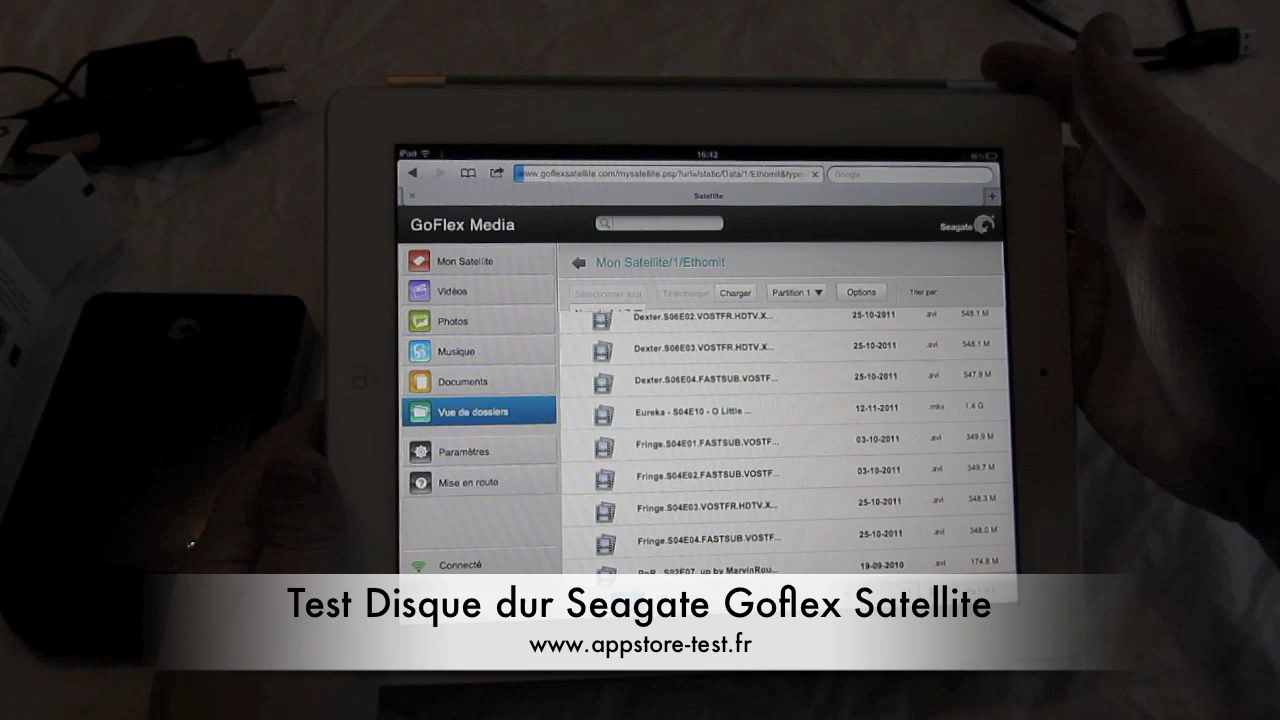 iPad 16:42
www.goflexsatellite.com/mysatellite.psp?url=/static/Data/1/Ethomit&type= Google
Satellite
GoFlex Media
Seagate
Mon Satellite
Vidéos
Photos
Musique
Documents
Vue de dossiers
Paramètres
Mise en route
Connecté
Mon Satellite/1/Ethomit
Sélectionner tout Télécharger Charger Partition 1 Options Trier par:
Dexter.S06E02.VOSTFR.HDTV.X... 25-10-2011 .avi 548.1 M
Dexter.S06E03.VOSTFR.HDTV.X... 25-10-2011 .avi 548.1 M
Dexter.S06E04.FASTSUB.VOSTF... 25-10-2011 .avi 547.9 M
Eureka - S04E10 - O Little ... 12-11-2011 .mkv 1.4 G
Fringe.S04E01.FASTSUB.VOSTF... 03-10-2011 .avi 349.9 M
Fringe.S04E02.FASTSUB.VOSTF... 03-10-2011 .avi 349.7 M
Fringe.S04E03.VOSTFR.HDTV.X... 25-10-2011 .avi 348.3 M
Fringe.S04E04.FASTSUB.VOSTF... 25-10-2011 .avi 348.0 M
S02E07. up by MarvinRou... 19-09-2010 .avi 174.8 M
Test Disque dur Seagate Goflex Satellite
www.appstore-test.fr